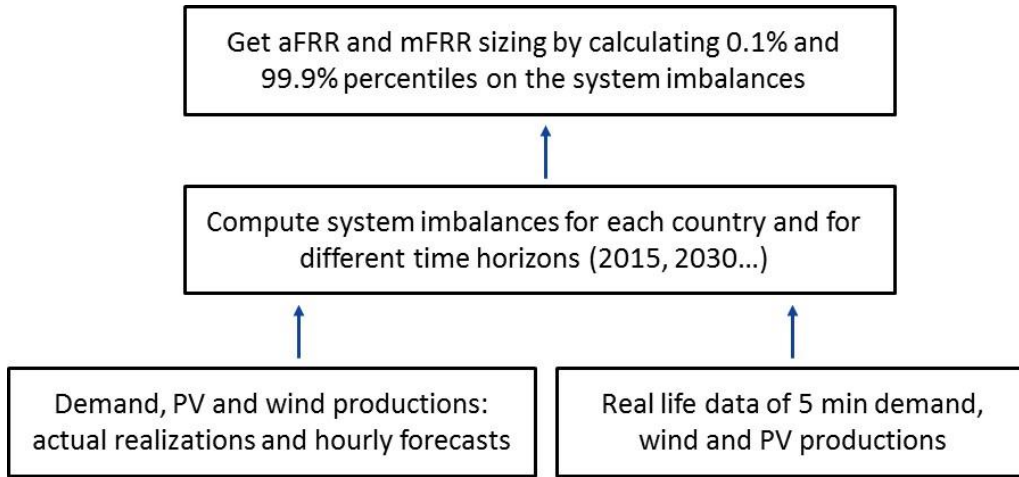 Get aFRR and mFRR sizing by calculating 0.1% and
99.9% percentiles on the system imbalances
Compute system imbalances for each country and for
different time horizons (2015, 2030...)
Demand, PV and wind productions:
actual realizations and hourly forecasts
Real life data of 5 min demand,
wind and PV productions